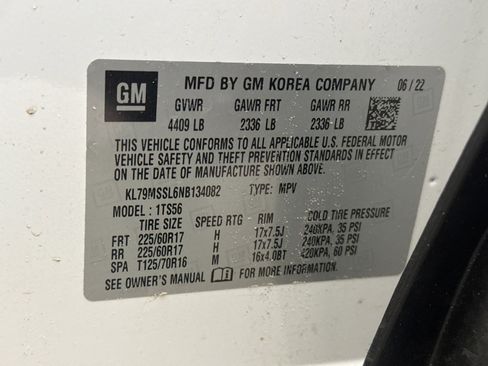 GM MFD BY GM KOREA COMPANY 06/22
GVWR GAWR FRT GAWR RR
4409 LB 2336 LB 2336 LB
THIS VEHICLE CONFORMS TO ALL APPLICABLE U.S. FEDERAL MOTOR
VEHICLE SAFETY AND THEFT PREVENTION STANDARDS IN EFFECT
ON THE DATE OF MANUFACTURE SHOWN ABOVE.
KL79MSSL6NB134082 TYPE: MPV
MODEL: 1TS56
TIRE SIZE SPEED RTG RIM COLD TIRE PRESSURE
FRT 225/60R17 H 17x7.5J 240KPA, 35 PSI
RR 225/60R17 H 17x7.5J 240KPA, 35 PSI
SPA T125/70R16 M 16x4.0BT 420KPA, 60 PSI
SEE OWNER'S MANUAL FOR MORE INFORMATION.